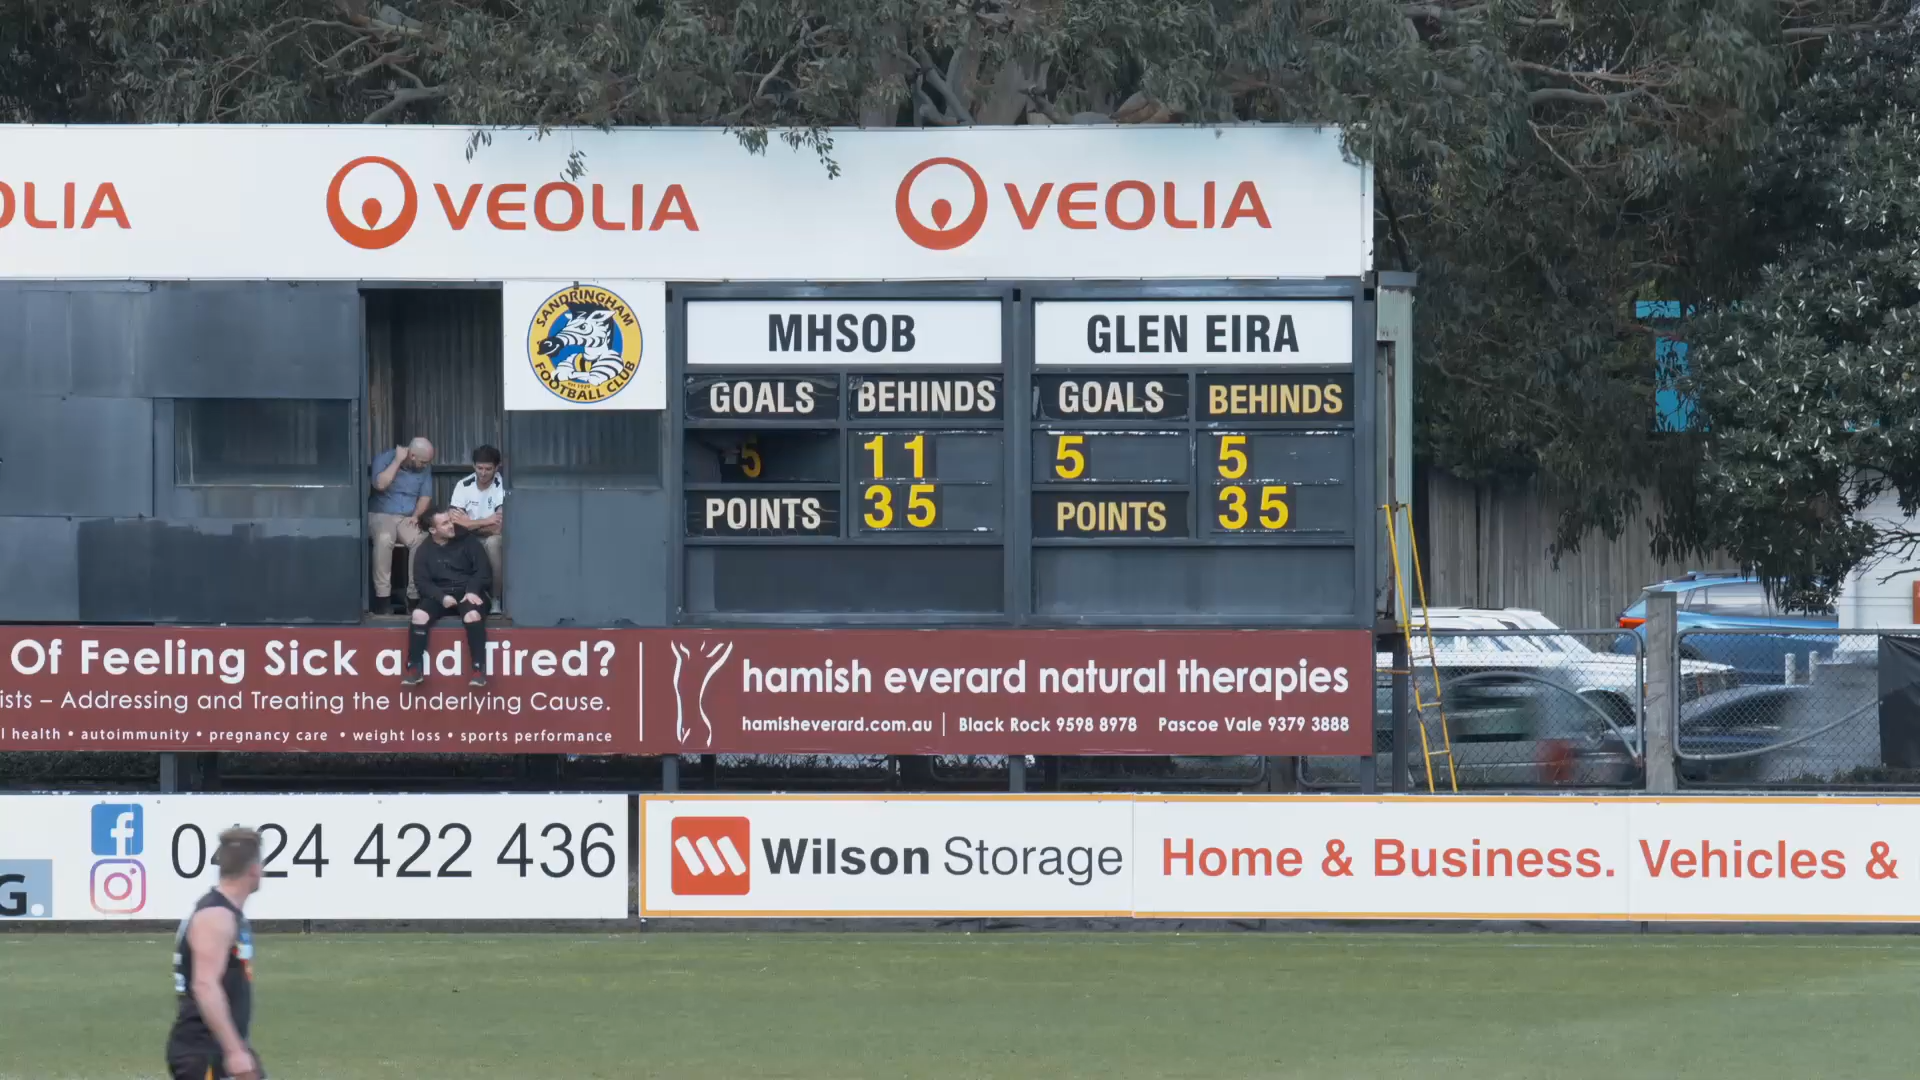 OLIA VEOLIA VEOLIA
SANDRINGHAM
FOOTBALL CLUB
MHSOB GLEN EIRA
GOALS BEHINDS GOALS BEHINDS
5 11 5 5
POINTS 35 POINTS 35
Of Feeling Sick and Tired?
ists – Addressing and Treating the Underlying Cause.
l health • autoimmunity • pregnancy care • weight loss • sports performance
hamish everard natural therapies
hamisheverard.com.au | Black Rock 9598 8978 Pascoe Vale 9379 3888
G.
0424 422 436
Wilson Storage
Home & Business. Vehicles &